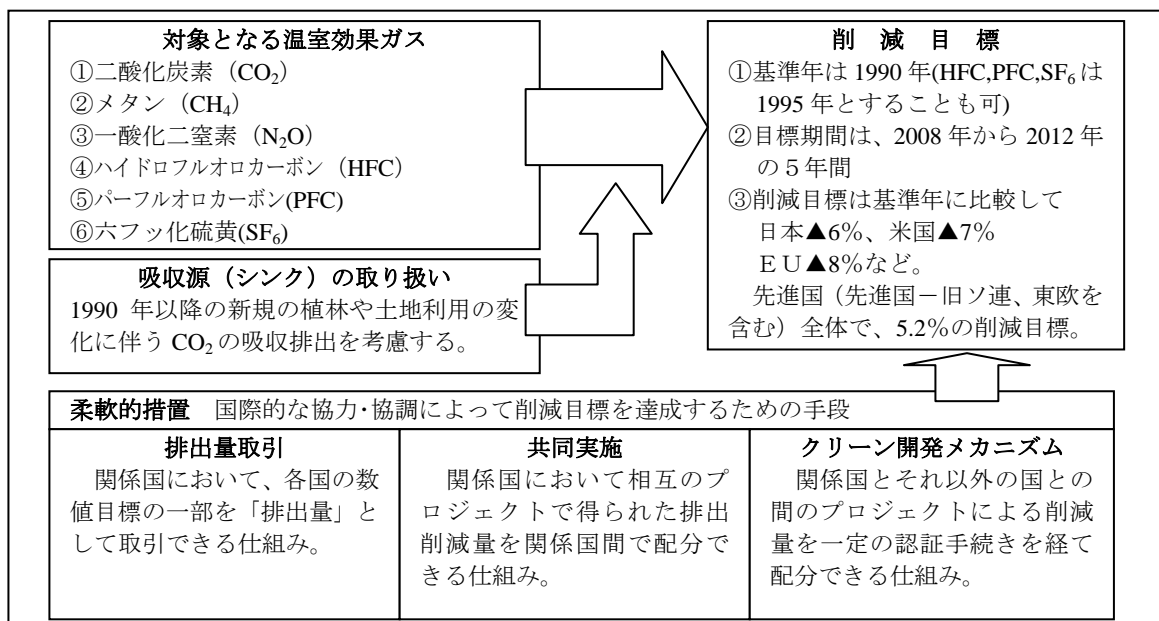 対象となる温室効果ガス
①二酸化炭素（CO₂）
②メタン（CH₄）
③一酸化二窒素（N₂O）
④ハイドロフルオロカーボン（HFC）
⑤パーフルオロカーボン(PFC)
⑥六フッ化硫黄(SF₆)
吸収源（シンク）の取り扱い
1990 年以降の新規の植林や土地利用の変
化に伴う CO₂の吸収排出を考慮する。
削　減　目　標
①基準年は 1990 年(HFC,PFC,SF₆は
1995 年とすることも可)
②目標期間は、2008 年から 2012 年
の５年間
③削減目標は基準年に比較して
日本▲6%、米国▲7%
ＥＵ▲8%など。
先進国（先進国－旧ソ連、東欧を
含む）全体で、5.2%の削減目標。
柔軟的措置　国際的な協力･協調によって削減目標を達成するための手段
排出量取引
関係国において、各国の数
値目標の一部を「排出量」と
して取引できる仕組み。
共同実施
関係国において相互のプ
ロジェクトで得られた排出
削減量を関係国間で配分で
きる仕組み。
クリーン開発メカニズム
関係国とそれ以外の国との
間のプロジェクトによる削減
量を一定の認証手続きを経て
配分できる仕組み。